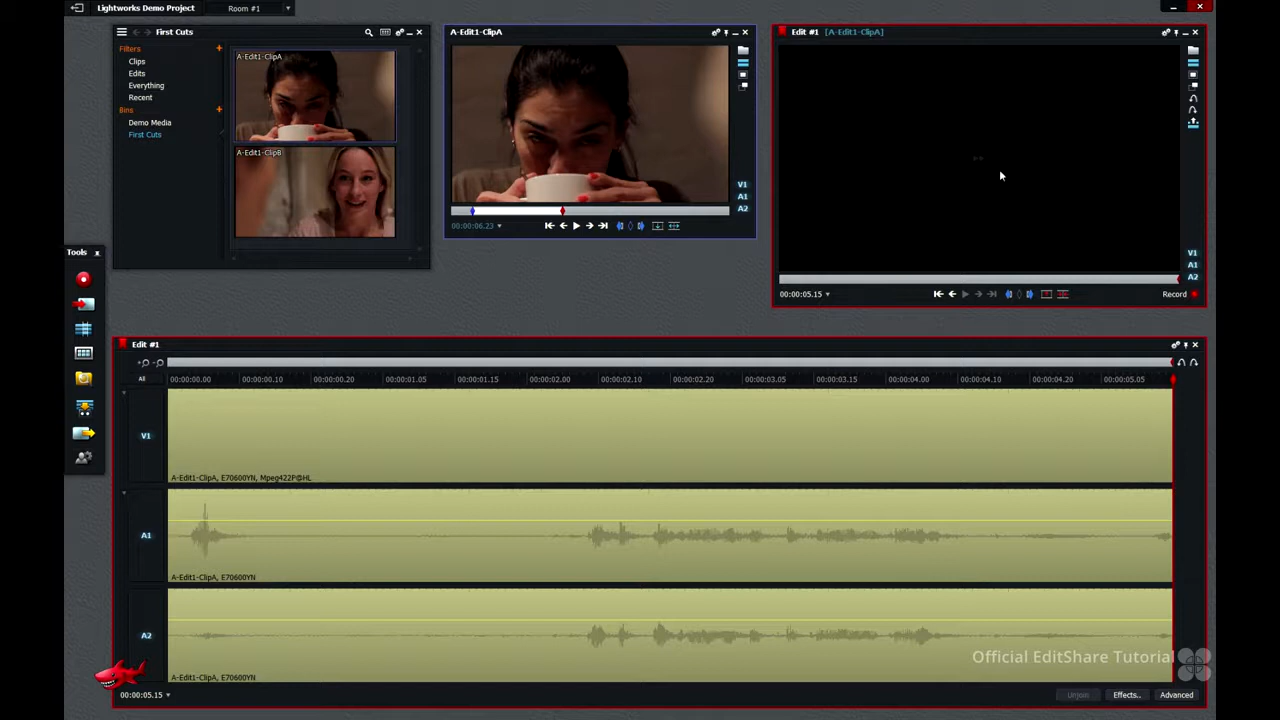 Lightworks Demo Project
Room #1
First Cuts
Filters
Clips
Edits
Everything
Recent
Bins
Demo Media
First Cuts
A-Edit1-ClipA
A-Edit1-ClipB
A-Edit1-ClipA
V1
A1
A2
00:00:06.23
Edit #1 [A-Edit1-ClipA]
V1
A1
A2
00:00:05.15
Record
Tools
Edit #1
All
00:00:00.00 00:00:00.10 00:00:00.20 00:00:01.05 00:00:01.15 00:00:02.00 00:00:02.10 00:00:02.20 00:00:03.05 00:00:03.15 00:00:04.00 00:00:04.10 00:00:04.20 00:00:05.05
V1
A-Edit1-ClipA, E70600YN, Mpeg422P@HL
A1
A-Edit1-ClipA, E70600YN
A2
A-Edit1-ClipA, E70600YN
Official EditShare Tutorial
00:00:05.15
Unjoin
Effects..
Advanced